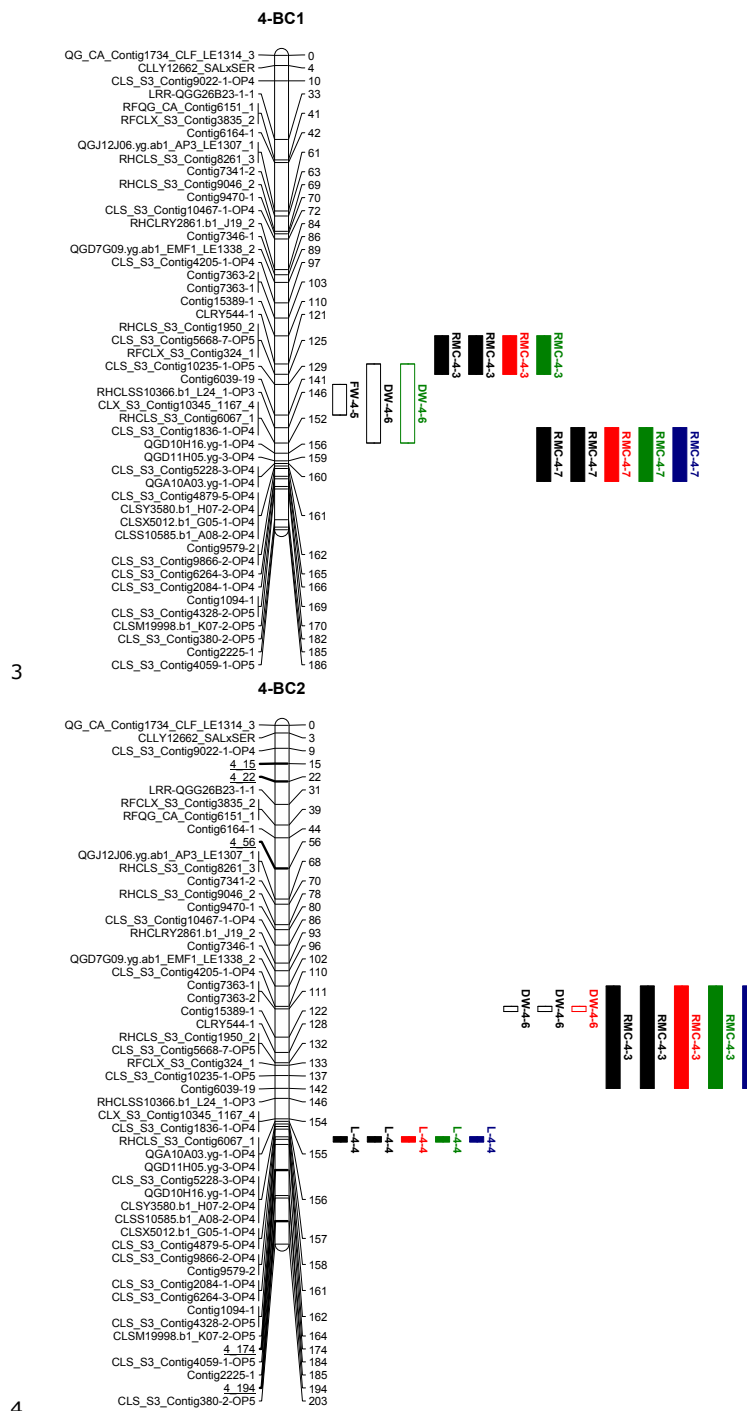 4-BC1
QG_CA_Contig1734_CLF_LE1314_3 0
CLLY12662_SALxSER 4
CLS_S3_Contig9022-1-OP4 10
LRR-QGG26B23-1-1 33
RFQG_CA_Contig6151_1
RFCLX_S3_Contig3835_2 41
Contig6164-1 42
QGJ12J06.yg.ab1_AP3_LE1307_1
RHCLS_S3_Contig8261_3 61
Contig7341-2 63
RHCLS_S3_Contig9046_2 69
Contig9470-1 70
CLS_S3_Contig10467-1-OP4 72
RHCLRY2861.b1_J19_2 84
Contig7346-1 86
QGD7G09.yg.ab1_EMF1_LE1338_2 89
CLS_S3_Contig4205-1-OP4 97
Contig7363-2
Contig7363-1 103
Contig15389-1 110
CLRY544-1 121
RHCLS_S3_Contig1950_2
CLS_S3_Contig5668-7-OP5 125
RFCLX_S3_Contig324_1
CLS_S3_Contig10235-1-OP5 129
Contig6039-19 141
RHCLSS10366.b1_L24_1-OP3 146
CLX_S3_Contig10345_1167_4
RHCLS_S3_Contig6067_1 152
CLS_S3_Contig1836-1-OP4
QGD10H16.yg-1-OP4 156
QGD11H05.yg-3-OP4 159
CLS_S3_Contig5228-3-OP4
QGA10A03.yg-1-OP4 160
CLS_S3_Contig4879-5-OP4
CLSY3580.b1_H07-2-OP4
CLSX5012.b1_G05-1-OP4 161
CLSS10585.b1_A08-2-OP4
Contig9579-2
CLS_S3_Contig9866-2-OP4 162
CLS_S3_Contig6264-3-OP4 165
CLS_S3_Contig2084-1-OP4 166
Contig1094-1
CLS_S3_Contig4328-2-OP5 169
CLSM19998.b1_K07-2-OP5 170
CLS_S3_Contig380-2-OP5 182
Contig2225-1 185
CLS_S3_Contig4059-1-OP5 186
FW-4-5
DW-4-6
DW-4-6
RMC-4-3
RMC-4-3
RMC-4-3
RMC-4-3
RMC-4-7
RMC-4-7
RMC-4-7
RMC-4-7
RMC-4-7
3
4-BC2
QG_CA_Contig1734_CLF_LE1314_3 0
CLLY12662_SALxSER 3
CLS_S3_Contig9022-1-OP4 9
4_15 15
4_22 22
LRR-QGG26B23-1-1 31
RFCLX_S3_Contig3835_2
RFQG_CA_Contig6151_1 39
Contig6164-1 44
4_56 56
QGJ12J06.yg.ab1_AP3_LE1307_1
RHCLS_S3_Contig8261_3 68
Contig7341-2 70
RHCLS_S3_Contig9046_2 78
Contig9470-1 80
CLS_S3_Contig10467-1-OP4 86
RHCLRY2861.b1_J19_2 93
Contig7346-1 96
QGD7G09.yg.ab1_EMF1_LE1338_2 102
CLS_S3_Contig4205-1-OP4 110
Contig7363-1
Contig7363-2 111
Contig15389-1 122
CLRY544-1 128
RHCLS_S3_Contig1950_2
CLS_S3_Contig5668-7-OP5 132
RFCLX_S3_Contig324_1 133
CLS_S3_Contig10235-1-OP5 137
Contig6039-19 142
RHCLSS10366.b1_L24_1-OP3 146
CLX_S3_Contig10345_1167_4
CLS_S3_Contig1836-1-OP4 154
RHCLS_S3_Contig6067_1
QGA10A03.yg-1-OP4 155
QGD11H05.yg-3-OP4
CLS_S3_Contig5228-3-OP4
QGD10H16.yg-1-OP4
CLSY3580.b1_H07-2-OP4 156
CLSS10585.b1_A08-2-OP4
CLSX5012.b1_G05-1-OP4
CLS_S3_Contig4879-5-OP4 157
CLS_S3_Contig9866-2-OP4
Contig9579-2 158
CLS_S3_Contig2084-1-OP4
CLS_S3_Contig6264-3-OP4 161
Contig1094-1
CLS_S3_Contig4328-2-OP5 162
CLSM19998.b1_K07-2-OP5 164
4_174 174
CLS_S3_Contig4059-1-OP5 184
Contig2225-1 185
4_194 194
CLS_S3_Contig380-2-OP5 203
L-4-4
L-4-4
L-4-4
L-4-4
L-4-4
DW-4-6
DW-4-6
DW-4-6
RMC-4-3
RMC-4-3
RMC-4-3
RMC-4-3
4